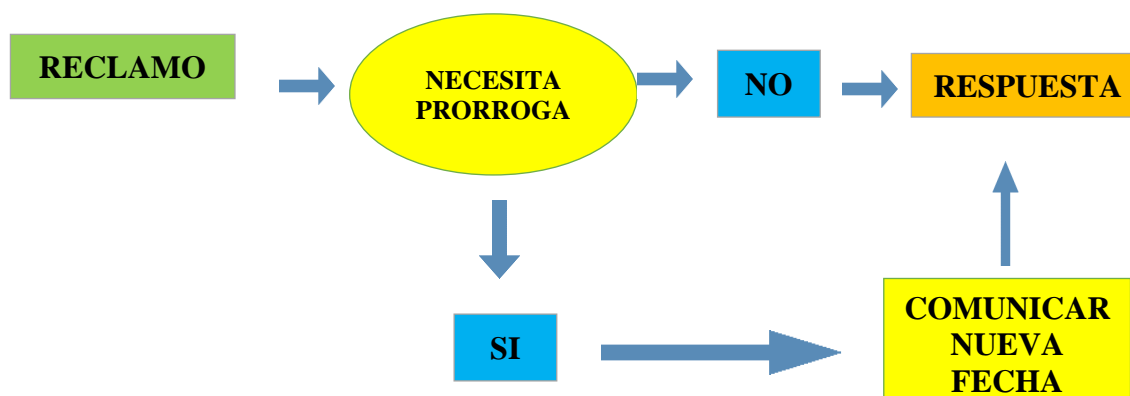 RECLAMO
NECESITA
PRORROGA
NO
RESPUESTA
SI
COMUNICAR
NUEVA
FECHA